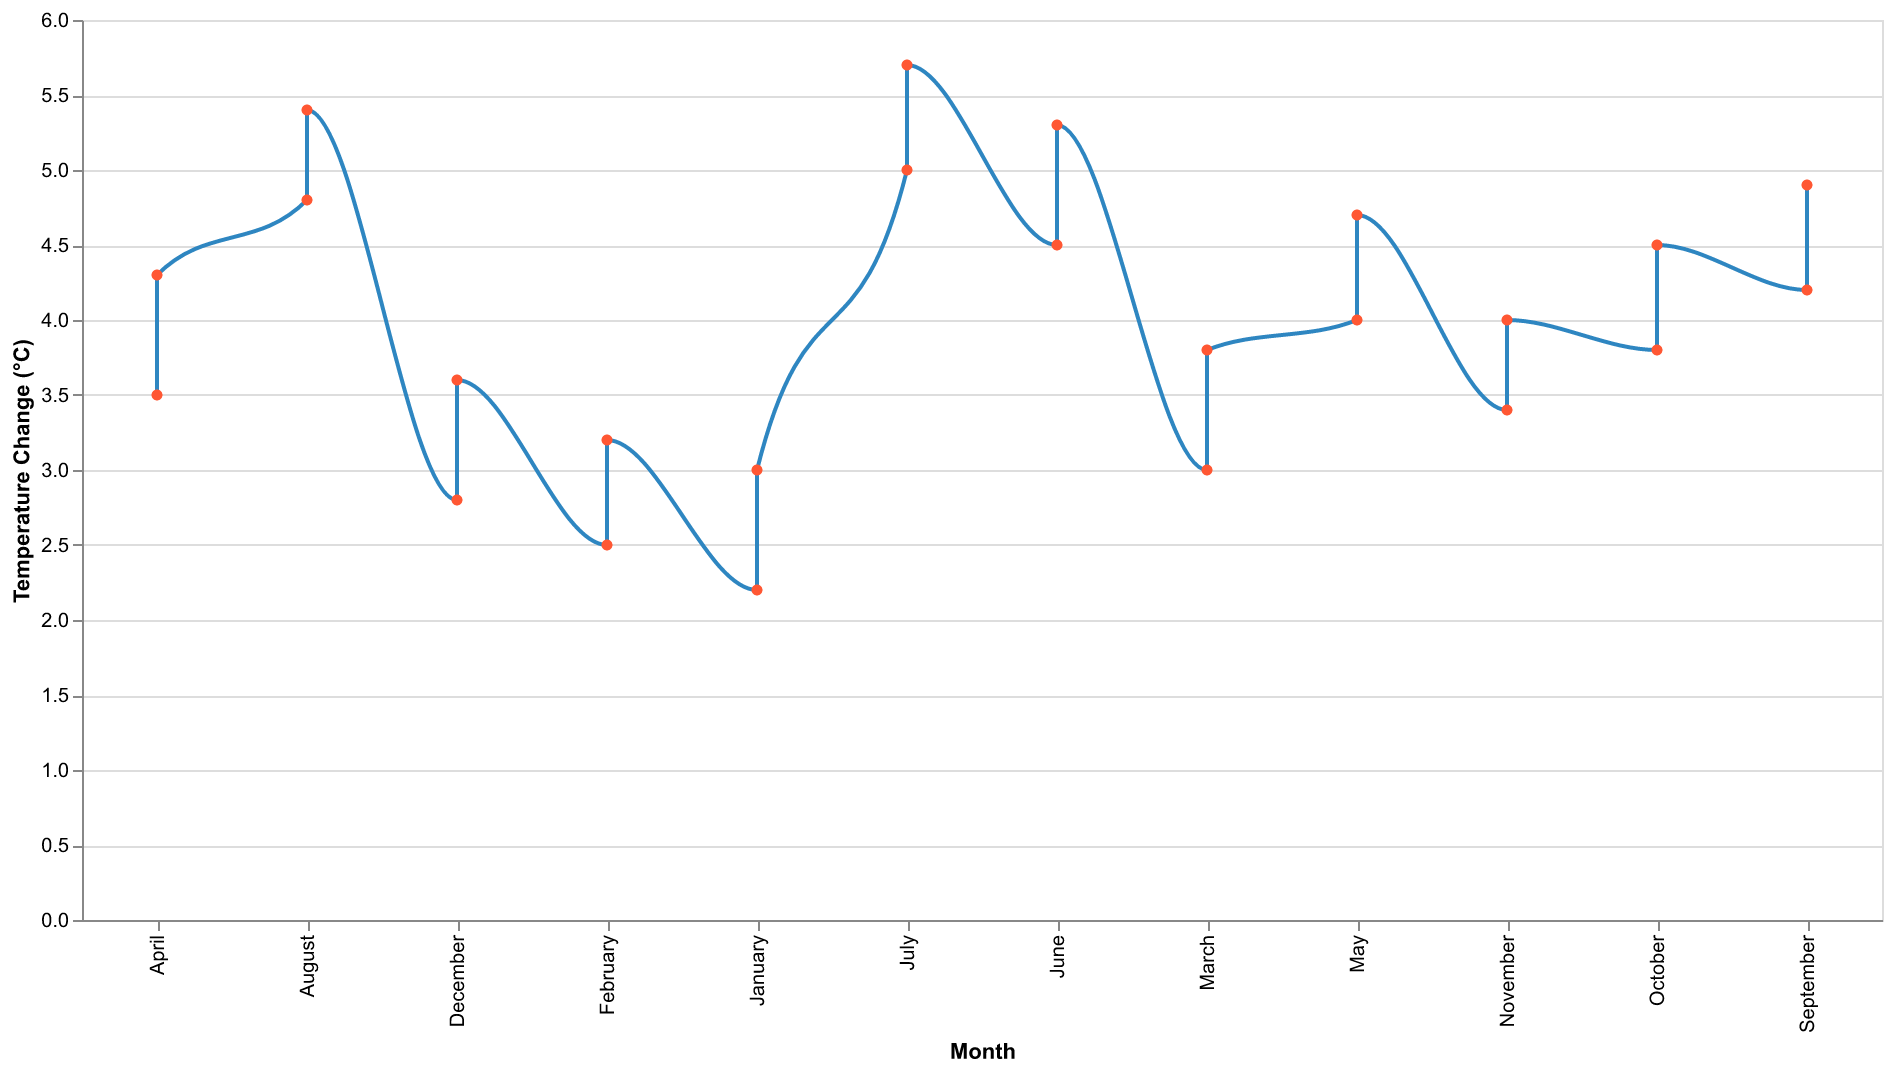 6.0
5.5
5.0
4.5
4.0
3.5
3.0
2.5
2.0
1.5
1.0
0.5
0.0
Temperature Change (°C)
April
August
December
February
January
July
June
March
May
November
October
September
Month